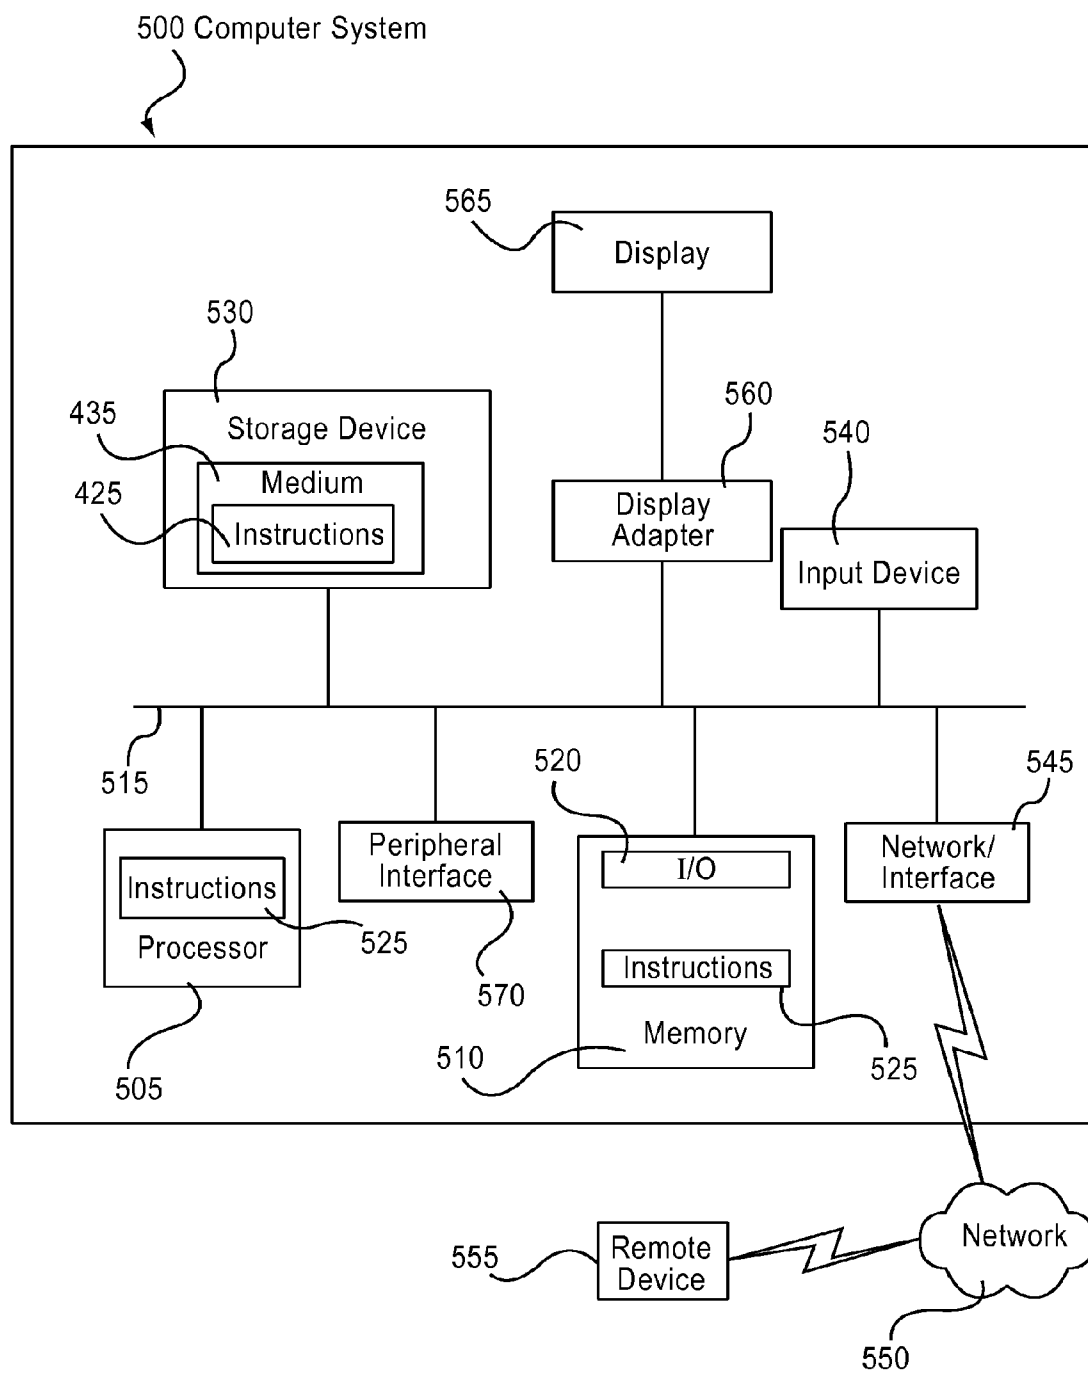 500 Computer System
565
Display
530
Storage Device
435
Medium
425
Instructions
560
Display
Adapter
540
Input Device
515
520
545
Instructions
525
Processor
505
Peripheral
Interface
570
I/O
Instructions
Memory
510
525
Network/
Interface
555
Remote
Device
Network
550